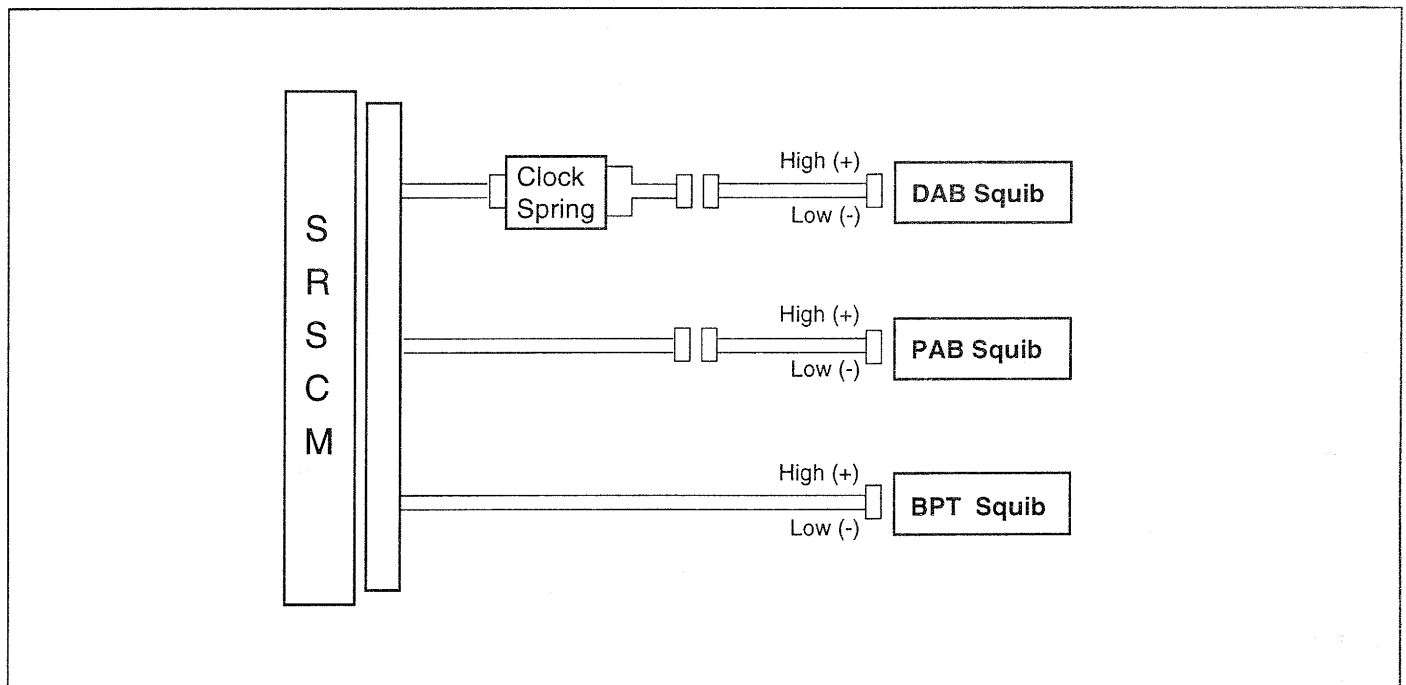 S
R
S
C
M
Clock
Spring
High (+)
Low (-)
DAB Squib
High (+)
Low (-)
PAB Squib
High (+)
Low (-)
BPT Squib